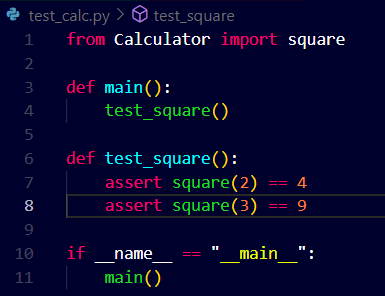 test_calc.py > test_square
1 from Calculator import square
2
3 def main():
4     test_square()
5
6 def test_square():
7     assert square(2) == 4
8     assert square(3) == 9
9
10 if __name__ == "__main__":
11     main()